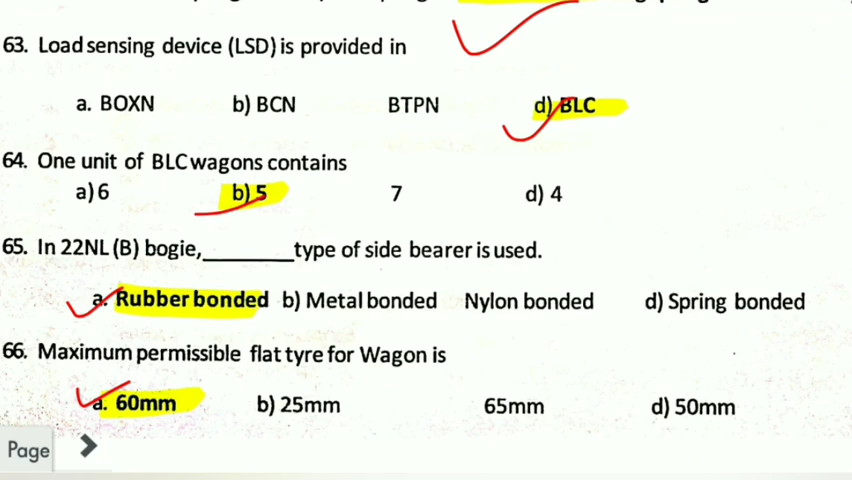 63. Load sensing device (LSD) is provided in
a. BOXN b) BCN BTPN d) BLC
64. One unit of BLC wagons contains
a) 6 b) 5 7 d) 4
65. In 22NL (B) bogie,________type of side bearer is used.
a. Rubber bonded b) Metal bonded Nylon bonded d) Spring bonded
66. Maximum permissible flat tyre for Wagon is
a. 60mm b) 25mm 65mm d) 50mm
Page